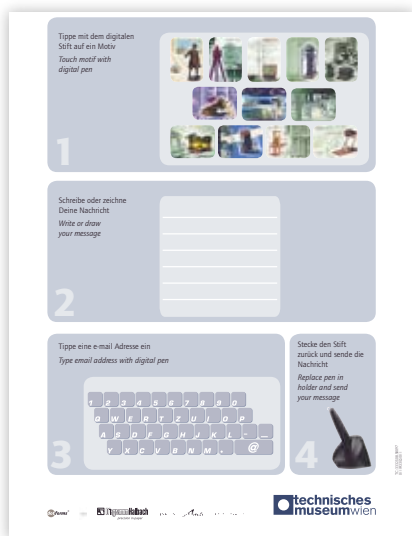 Tippe mit dem digitalen
Stift auf ein Motiv
Touch motif with
digital pen
1
Schreibe oder zeichne
Deine Nachricht
Write or draw
your message
2
Tippe eine e-mail Adresse ein
Type email address with digital pen
1 2 3 4 5 6 7 8 9 0
Q W E R T Z U I O P
A S D F G H J K L - _
Y X C V B N M . @
3
Stecke den Stift
zurück und sende die
Nachricht
Replace pen in
holder and send
your message
4
technisches
museumwien